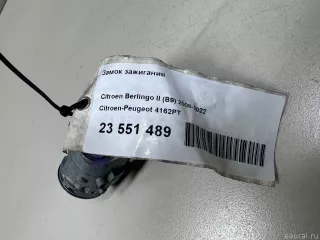 Замок зажигания
Citroen Berlingo II (B9) 2008-2022
Citroen-Peugeot 4162PT
23 551 489